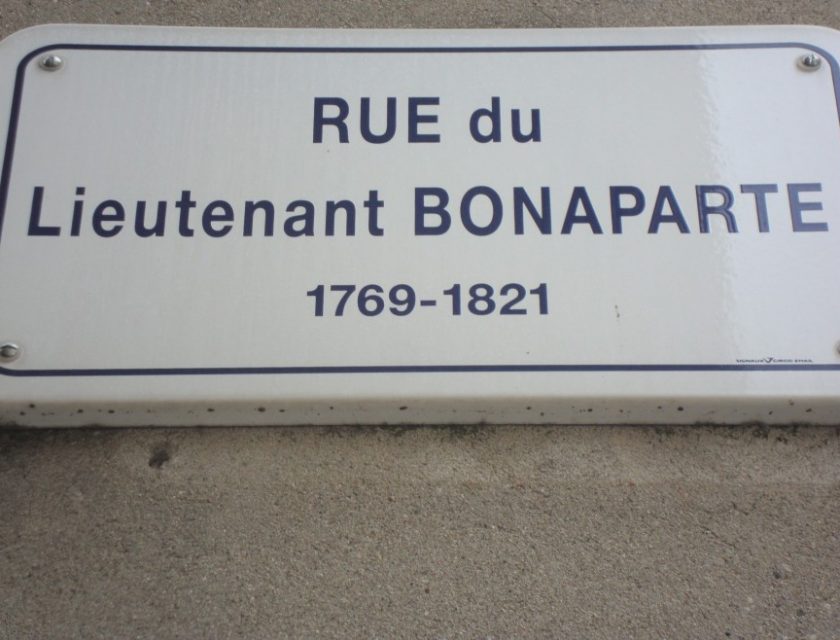 RUE du
Lieutenant BONAPARTE
1769-1821